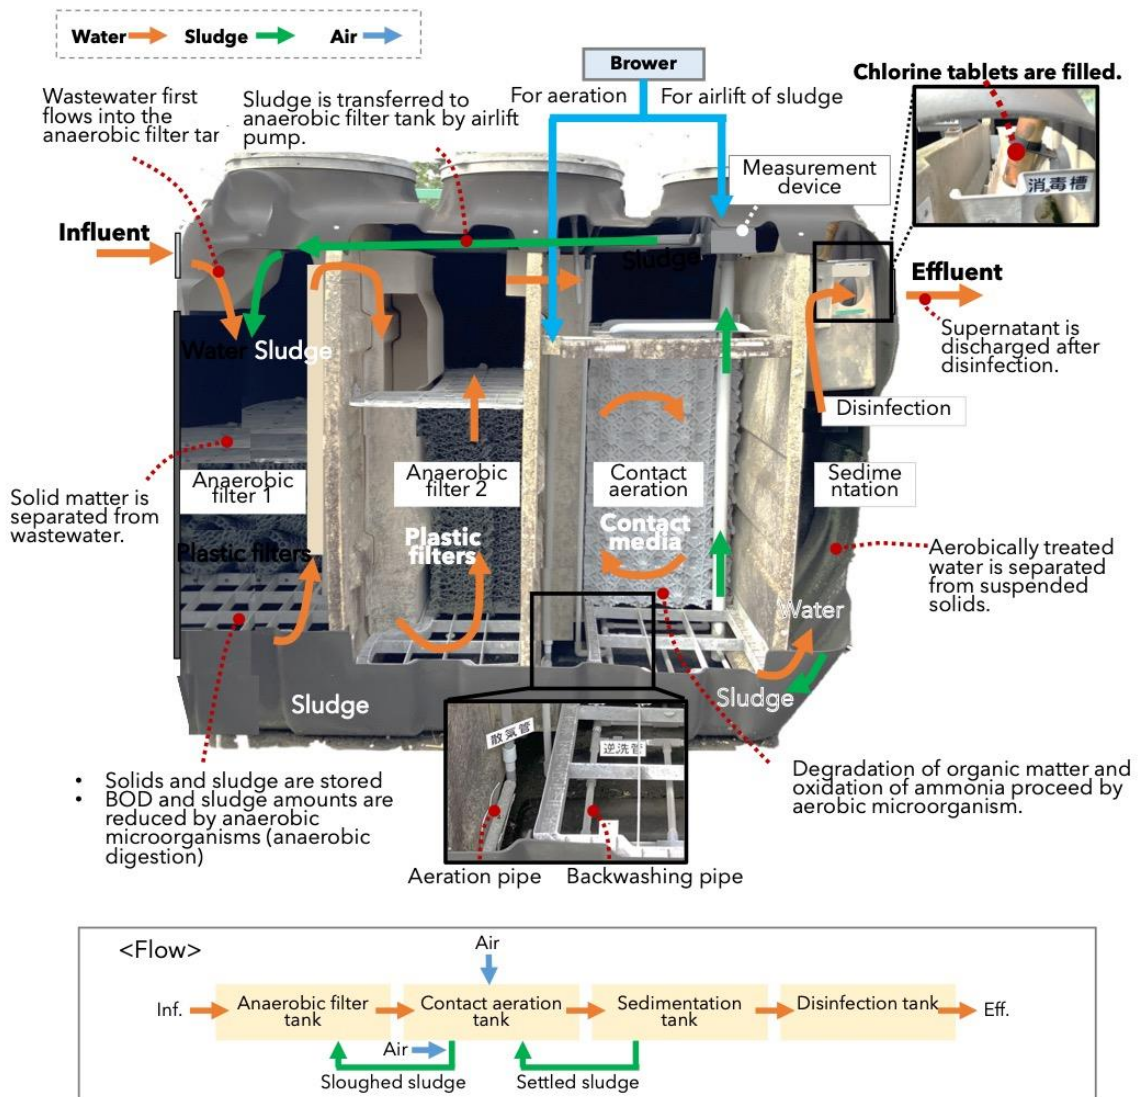 Water
Sludge
Air
Brower
For aeration
For airlift of sludge
Chlorine tablets are filled.
Wastewater first
flows into the
anaerobic filter tar
Sludge is transferred to
anaerobic filter tank by airlift
pump.
Measurement
device
消毒槽
Influent
Sludge
Effluent
Water
Sludge
Supernatant is
discharged after
disinfection.
Disinfection
Anaerobic
filter 1
Anaerobic
filter 2
Contact
aeration
Sedime
ntation
Solid matter is
separated from
wastewater.
Plastic filters
Plastic
filters
Contact
media
Aerobically treated
water is separated
from suspended
solids.
Water
Sludge
Sludge
散気管
逆洗管
• Solids and sludge are stored
• BOD and sludge amounts are
reduced by anaerobic
microorganisms (anaerobic
digestion)
Degradation of organic matter and
oxidation of ammonia proceed by
aerobic microorganism.
Aeration pipe
Backwashing pipe
<Flow>
Air
Inf.
Anaerobic filter
tank
Contact aeration
tank
Sedimentation
tank
Disinfection tank
Eff.
Air
Sloughed sludge
Settled sludge